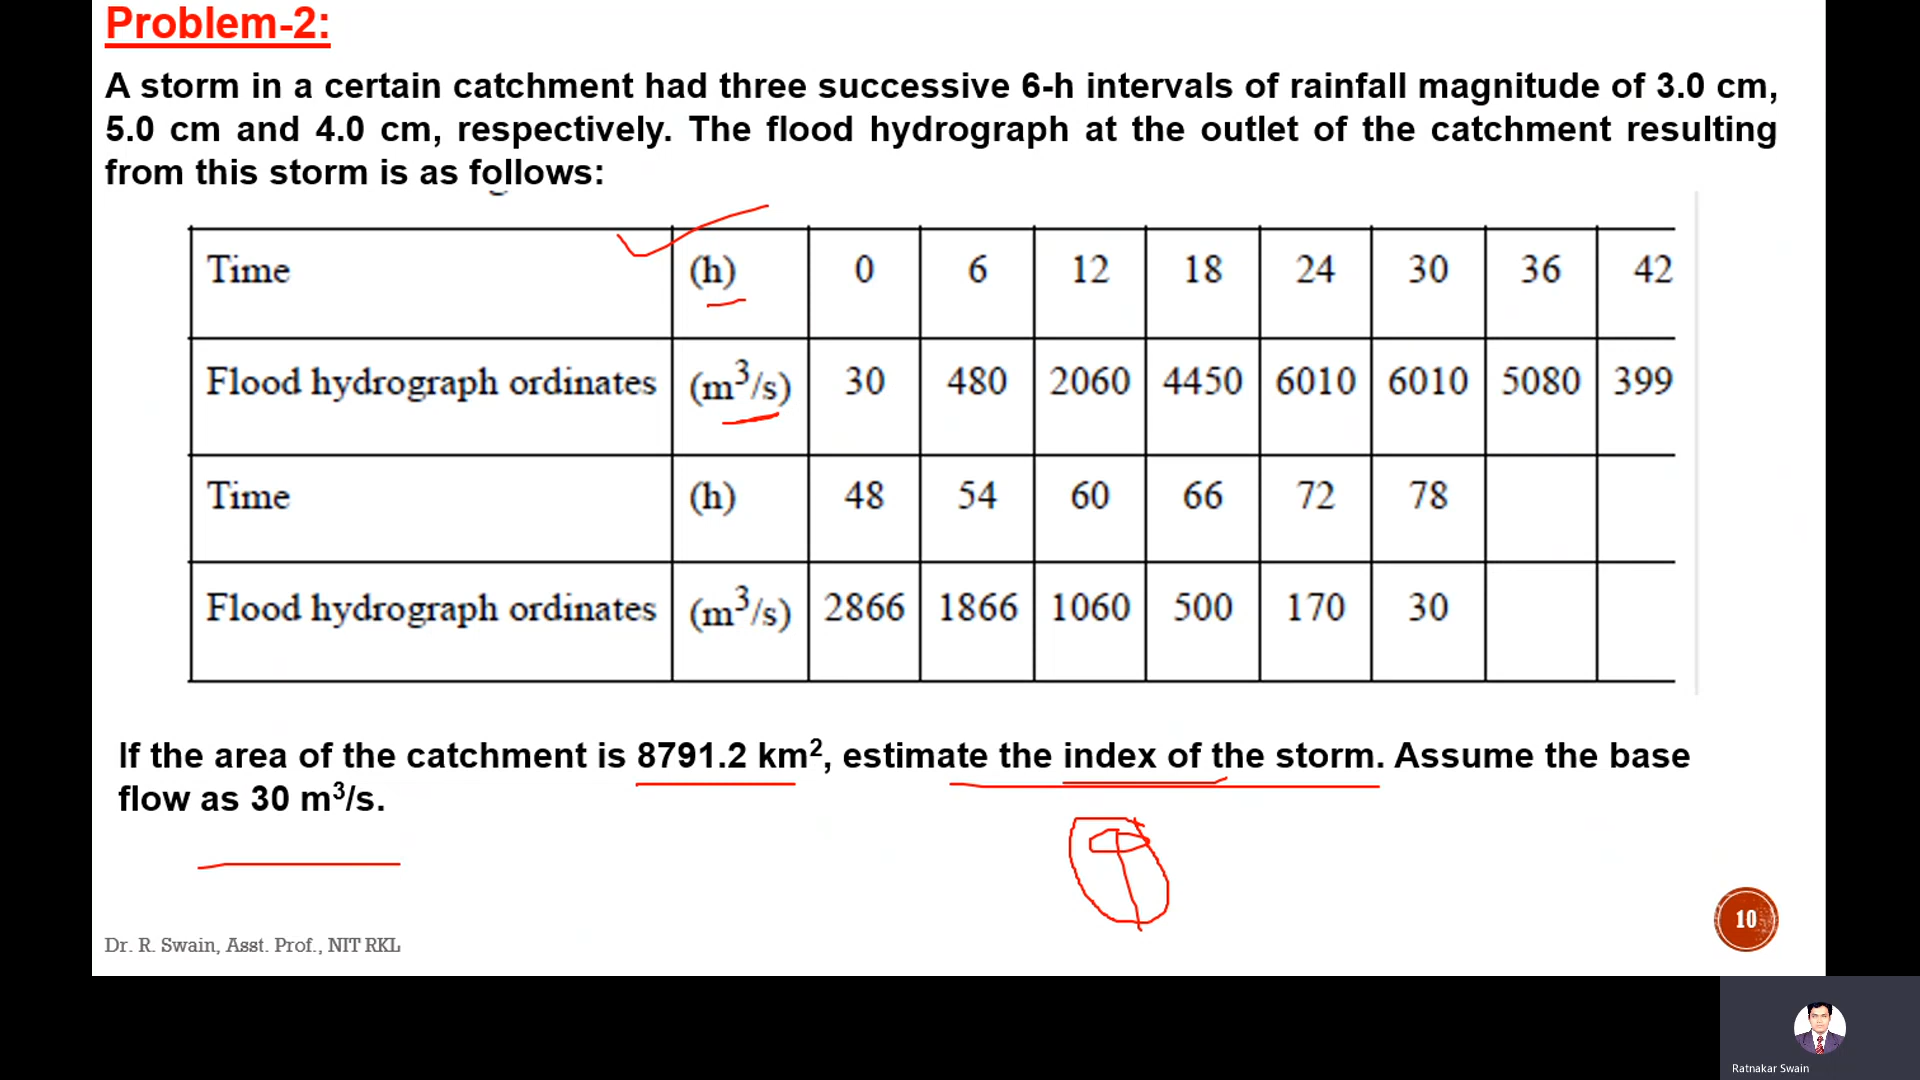 Problem-2:
A storm in a certain catchment had three successive 6-h intervals of rainfall magnitude of 3.0 cm,
5.0 cm and 4.0 cm, respectively. The flood hydrograph at the outlet of the catchment resulting
from this storm is as follows:
Time (h) 0 6 12 18 24 30 36 42
Flood hydrograph ordinates (m³/s) 30 480 2060 4450 6010 6010 5080 399
Time (h) 48 54 60 66 72 78
Flood hydrograph ordinates (m³/s) 2866 1866 1060 500 170 30
If the area of the catchment is 8791.2 km², estimate the index of the storm. Assume the base
flow as 30 m³/s.
10
Dr. R. Swain, Asst. Prof., NIT RKL
Ratnakar Swain